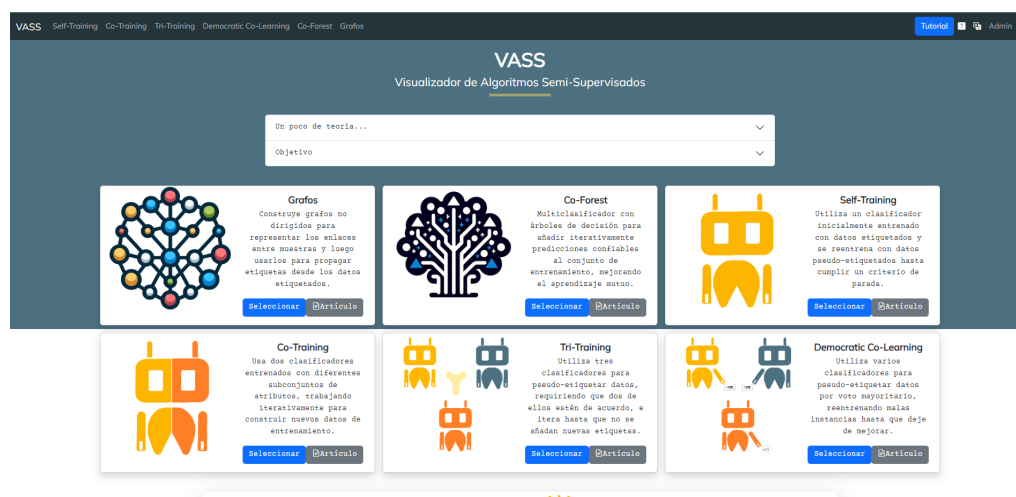 VASS Self-Training Co-Training Tri-Training Democratic Co-Learning Co-Forest Grafos Tutorial Admin
VASS
Visualizador de Algoritmos Semi-Supervisados
Un poco de teoría...
Objetivo
Grafos
Construye grafos no
dirigidos para
representar los enlaces
entre muestras y luego
usarlos para propagar
etiquetas desde los datos
etiquetados.
Seleccionar Artículo
Co-Forest
Multiclasificador con
árboles de decisión para
añadir iterativamente
predicciones confiables
al conjunto de
entrenamiento, mejorando
el aprendizaje mutuo.
Seleccionar Artículo
Self-Training
Utiliza un clasificador
inicialmente entrenado
con datos etiquetados y
se reentrena con datos
pseudo-etiquetados hasta
cumplir un criterio de
parada.
Seleccionar Artículo
Co-Training
Usa dos clasificadores
entrenados con diferentes
subconjuntos de
atributos, trabajando
iterativamente para
construir nuevos datos de
entrenamiento.
Seleccionar Artículo
Tri-Training
Utiliza tres
clasificadores para
pseudo-etiquetar datos,
requiriendo que dos de
ellos estén de acuerdo, e
itera hasta que no se
añadan nuevas etiquetas.
Seleccionar Artículo
Democratic Co-Learning
Utiliza varios
clasificadores para
pseudo-etiquetar datos
por voto mayoritario,
reentrenando malas
instancias hasta que deje
de mejorar.
Seleccionar Artículo